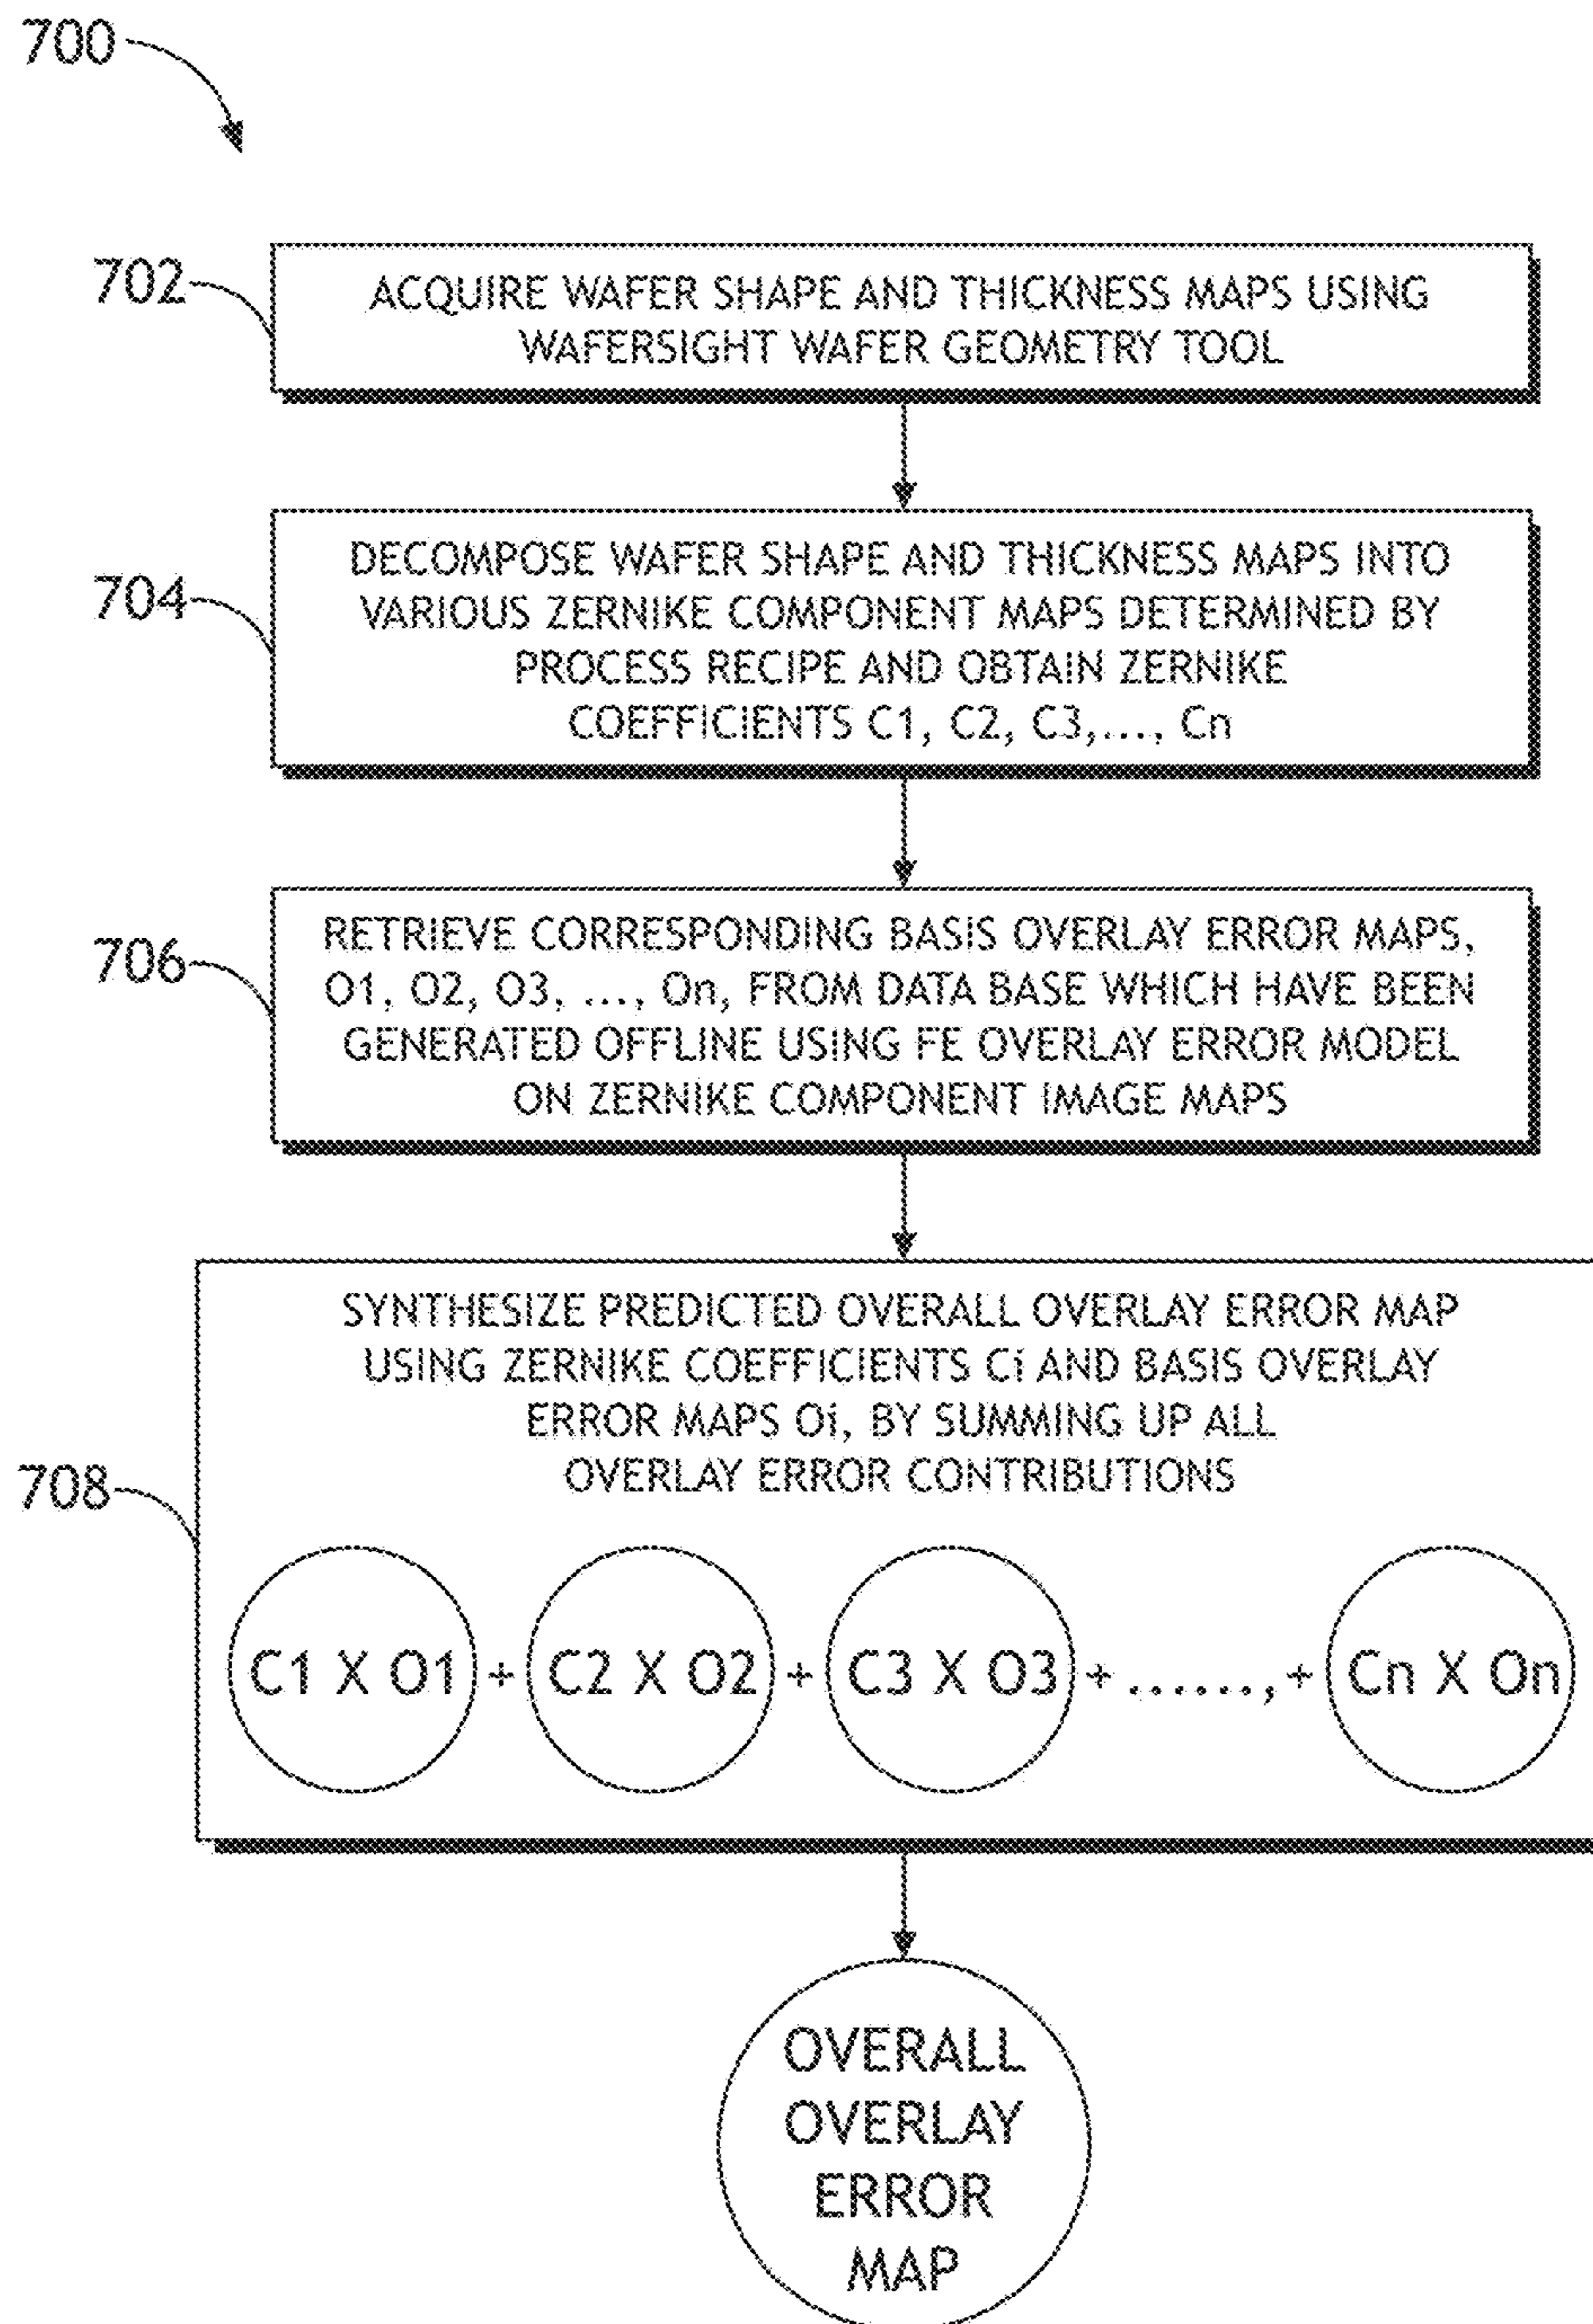 700
702
ACQUIRE WAFER SHAPE AND THICKNESS MAPS USING
WAFERSIGHT WAFER GEOMETRY TOOL
704
DECOMPOSE WAFER SHAPE AND THICKNESS MAPS INTO
VARIOUS ZERNIKE COMPONENT MAPS DETERMINED BY
PROCESS RECIPE AND OBTAIN ZERNIKE
COEFFICIENTS C1, C2, C3,..., Cn
706
RETRIEVE CORRESPONDING BASIS OVERLAY ERROR MAPS,
O1, O2, O3, ..., On, FROM DATA BASE WHICH HAVE BEEN
GENERATED OFFLINE USING FE OVERLAY ERROR MODEL
ON ZERNIKE COMPONENT IMAGE MAPS
708
SYNTHESIZE PREDICTED OVERALL OVERLAY ERROR MAP
USING ZERNIKE COEFFICIENTS Ci AND BASIS OVERLAY
ERROR MAPS Oi, BY SUMMING UP ALL
OVERLAY ERROR CONTRIBUTIONS
C1 X O1 + C2 X O2 + C3 X O3 + ......, + Cn X On
OVERALL
OVERLAY
ERROR
MAP